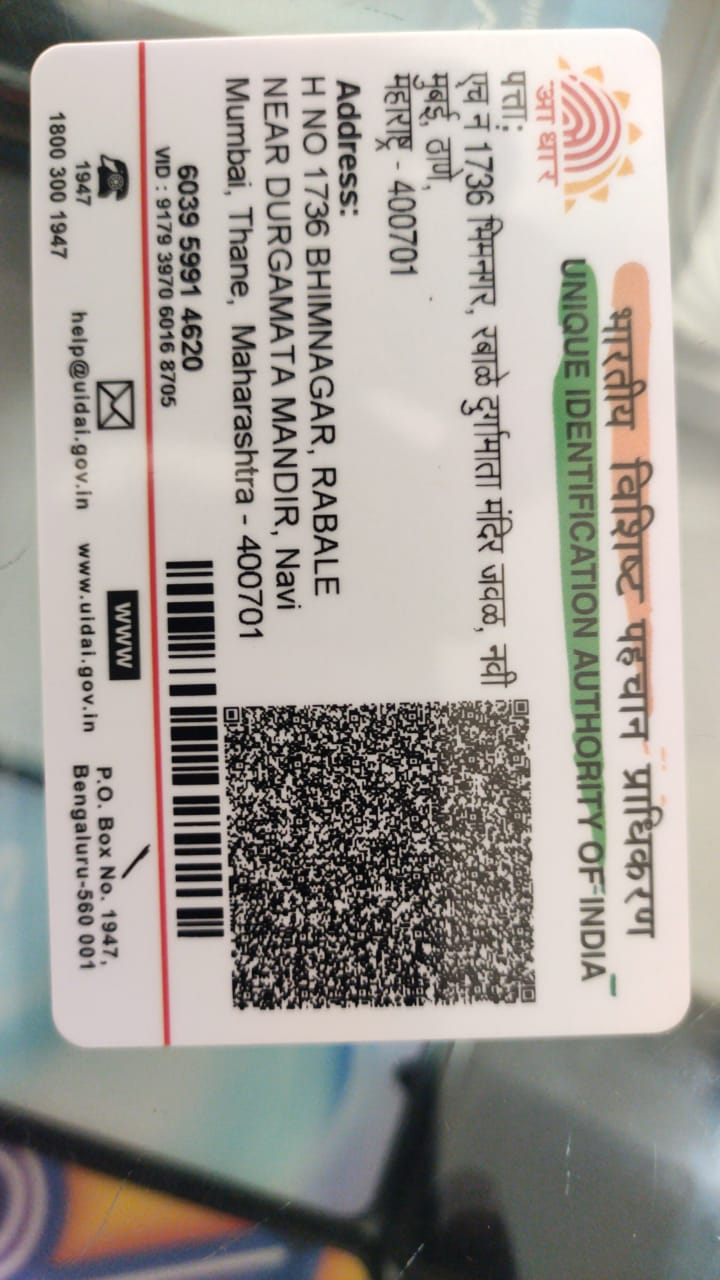 भारतीय विशिष्ट पहचान प्राधिकरण
UNIQUE IDENTIFICATION AUTHORITY OF INDIA
आधार
पत्ता:
एच नं 1736 भिमनगर, रबाळे दुर्गामाता मंदिर जवळ, नवी
मुंबई, ठाणे,
महाराष्ट्र - 400701
Address:
H NO 1736 BHIMNAGAR, RABALE
NEAR DURGAMATA MANDIR, Navi
Mumbai, Thane, Maharashtra - 400701
6039 5991 4620
VID : 9179 3970 6016 8705
1947
1800 300 1947
help@uidai.gov.in
www
www.uidai.gov.in
P.O. Box No. 1947,
Bengaluru-560 001